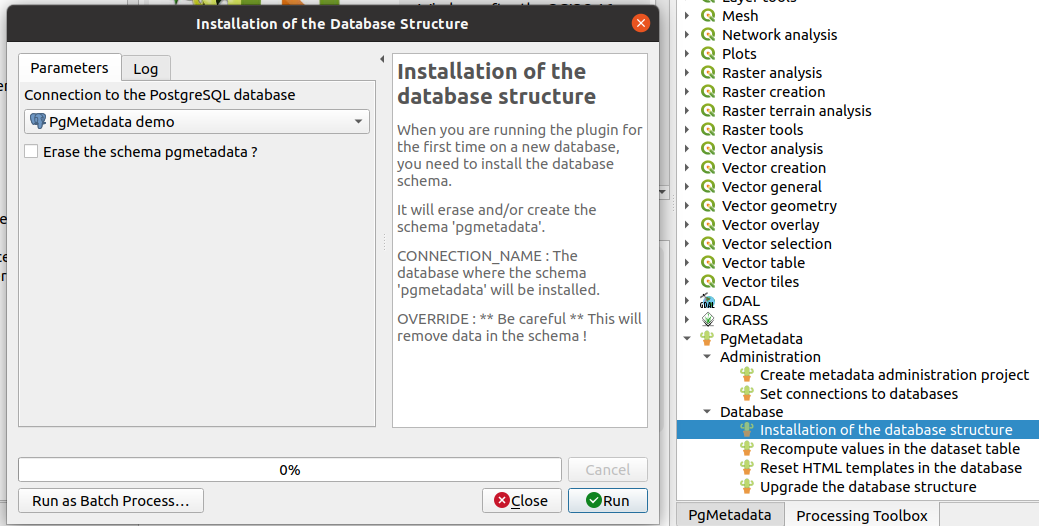 Installation of the Database Structure
Parameters
Log
Connection to the PostgreSQL database
PgMetadata demo
Erase the schema pgmetadata ?
Installation of the
database structure
When you are running the plugin for
the first time on a new database,
you need to install the database
schema.
It will erase and/or create the
schema 'pgmetadata'.
CONNECTION_NAME : The
database where the schema
'pgmetadata' will be installed.
OVERRIDE : ** Be careful ** This will
remove data in the schema !
0%
Cancel
Run as Batch Process...
Close
Run
Layer tools
Mesh
Network analysis
Plots
Raster analysis
Raster creation
Raster terrain analysis
Raster tools
Vector analysis
Vector creation
Vector general
Vector geometry
Vector overlay
Vector selection
Vector table
Vector tiles
GDAL
GRASS
PgMetadata
Administration
Create metadata administration project
Set connections to databases
Database
Installation of the database structure
Recompute values in the dataset table
Reset HTML templates in the database
Upgrade the database structure
PgMetadata
Processing Toolbox